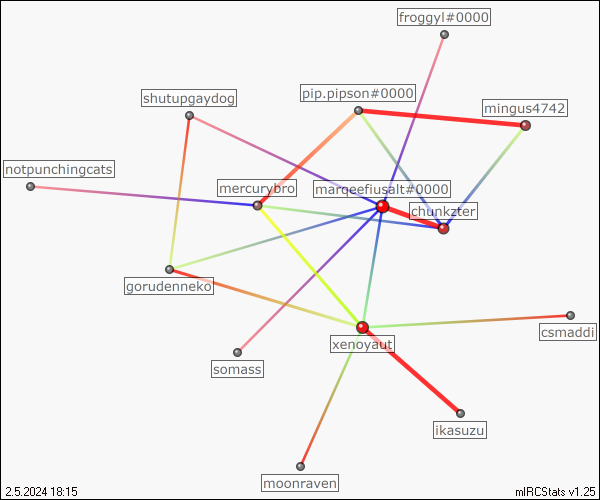 froggyl#0000
shutupgaydog
pip.pipson#0000
mingus4742
notpunchingcats
mercurybro
marqeefiusalt#0000
chunkzter
gorudenneko
csmaddi
xenoyaut
somass
ikasuzu
moonraven
2.5.2024 18:15
mIRCStats v1.25